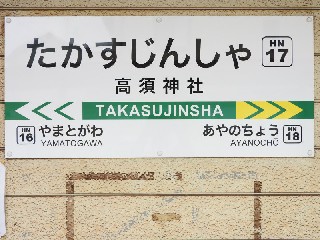 たかすじんしゃ HN 17
高須神社
TAKASUJINSHA
HN 16 やまとがわ あやのちょう HN 18
YAMATOGAWA AYANOCHŌ